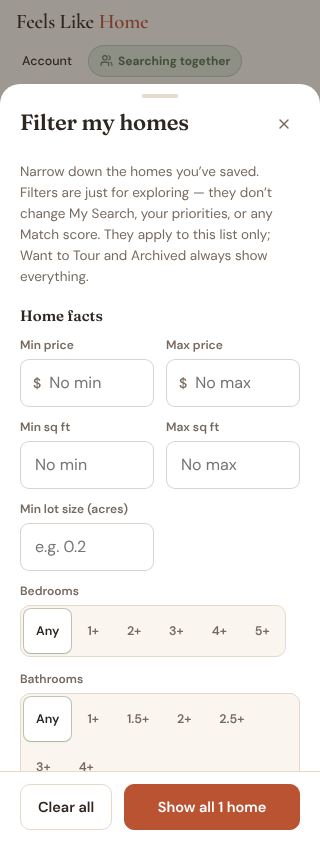 Feels Like Home
Account
Searching together
Filter my homes
Narrow down the homes you’ve saved.
Filters are just for exploring — they don’t
change My Search, your priorities, or any
Match score. They apply to this list only;
Want to Tour and Archived always show
everything.
Home facts
Min price Max price
$ No min $ No max
Min sq ft Max sq ft
No min No max
Min lot size (acres)
e.g. 0.2
Bedrooms
Any 1+ 2+ 3+ 4+ 5+
Bathrooms
Any 1+ 1.5+ 2+ 2.5+
3+ 4+
Clear all Show all 1 home